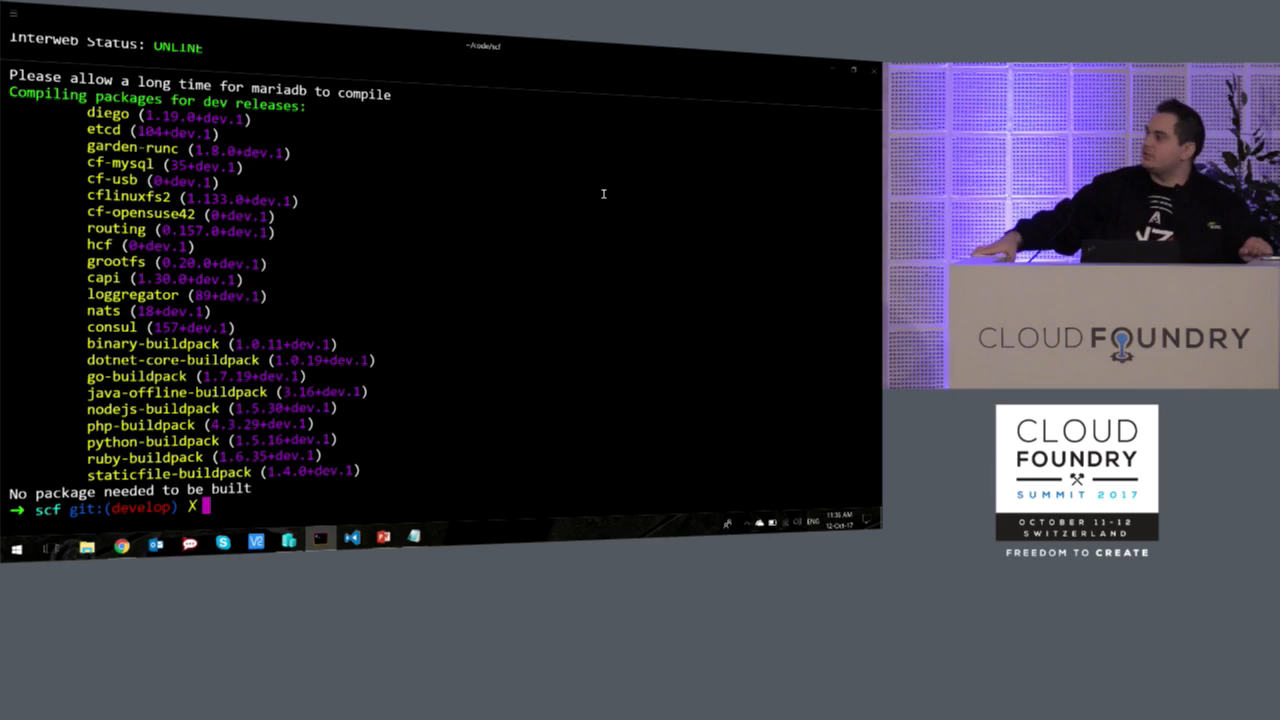 Interweb Status: ONLINE
~/code/scf
Please allow a long time for mariadb to compile
Compiling packages for dev releases:
diego (1.19.0+dev.1)
etcd (104+dev.1)
garden-runc (1.8.0+dev.1)
cf-mysql (35+dev.1)
cf-usb (0+dev.1)
cflinuxfs2 (1.133.0+dev.1)
cf-opensuse42 (0+dev.1)
routing (0.157.0+dev.1)
hcf (0+dev.1)
grootfs (0.20.0+dev.1)
capi (1.30.0+dev.1)
loggregator (89+dev.1)
nats (18+dev.1)
consul (157+dev.1)
binary-buildpack (1.0.11+dev.1)
dotnet-core-buildpack (1.0.19+dev.1)
go-buildpack (1.7.19+dev.1)
java-offline-buildpack (3.16+dev.1)
nodejs-buildpack (1.5.30+dev.1)
php-buildpack (4.3.29+dev.1)
python-buildpack (1.5.16+dev.1)
ruby-buildpack (1.6.35+dev.1)
staticfile-buildpack (1.4.0+dev.1)
No package needed to be built
➜ scf git:(develop) ✗
ENG
11:35 AM
12-Oct-17
CLOUD FOUNDRY
CLOUD
FOUNDRY
SUMMIT 2017
OCTOBER 11-12
SWITZERLAND
FREEDOM TO CREATE